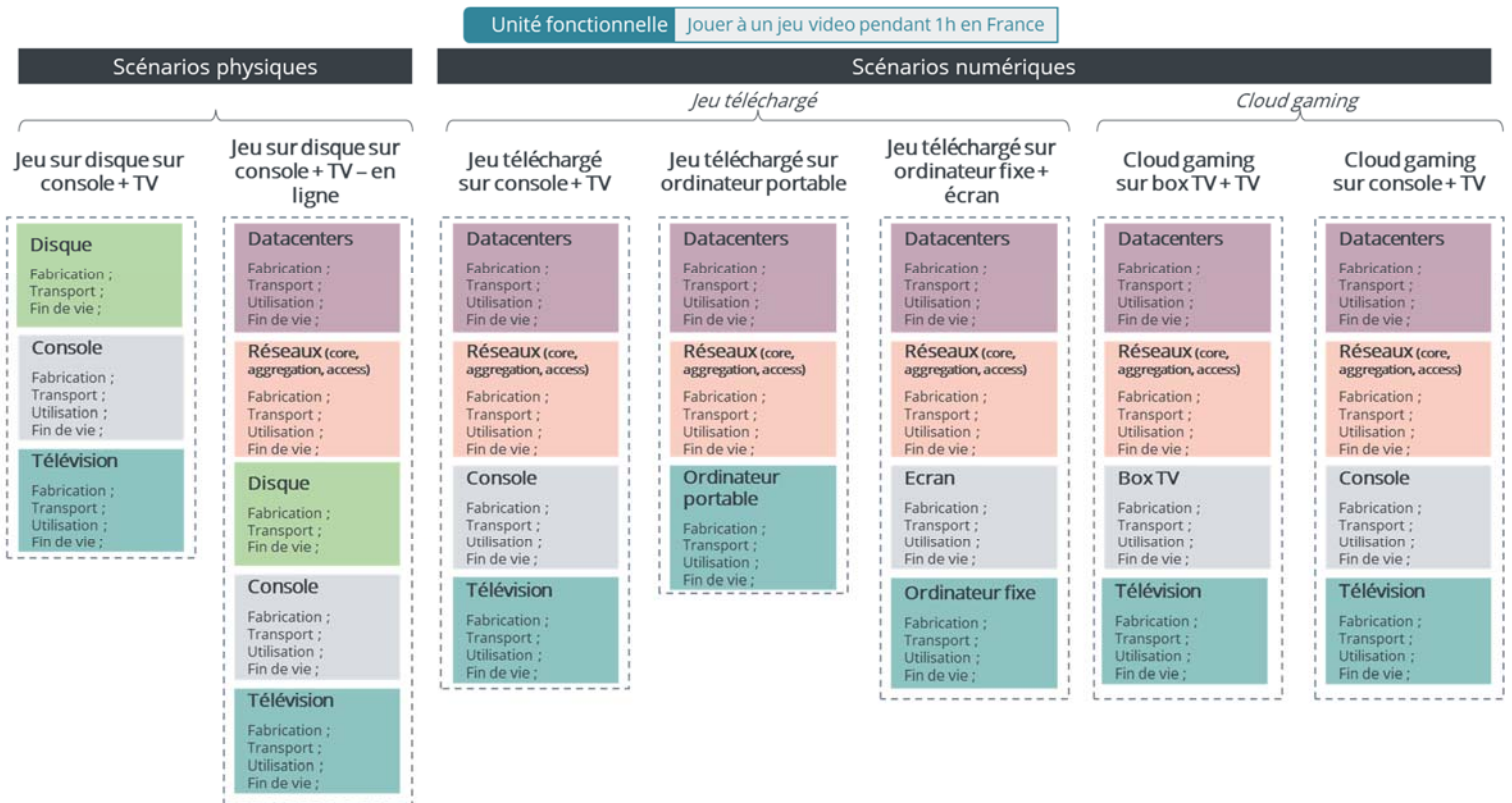 Unité fonctionnelle Jouer à un jeu video pendant 1h en France
Scénarios physiques
Scénarios numériques
Jeu téléchargé
Cloud gaming
Jeu sur disque sur
console + TV
Disque
Fabrication ;
Transport ;
Fin de vie ;
Console
Fabrication ;
Transport ;
Utilisation ;
Fin de vie ;
Télévision
Fabrication ;
Transport ;
Utilisation ;
Fin de vie ;
Jeu sur disque sur
console + TV – en
ligne
Datacenters
Fabrication ;
Transport ;
Utilisation ;
Fin de vie ;
Réseaux (core,
aggregation, access)
Fabrication ;
Transport ;
Utilisation ;
Fin de vie ;
Disque
Fabrication ;
Transport ;
Fin de vie ;
Console
Fabrication ;
Transport ;
Utilisation ;
Fin de vie ;
Télévision
Fabrication ;
Transport ;
Utilisation ;
Fin de vie ;
Jeu téléchargé
sur console + TV
Datacenters
Fabrication ;
Transport ;
Utilisation ;
Fin de vie ;
Réseaux (core,
aggregation, access)
Fabrication ;
Transport ;
Utilisation ;
Fin de vie ;
Console
Fabrication ;
Transport ;
Utilisation ;
Fin de vie ;
Télévision
Fabrication ;
Transport ;
Utilisation ;
Fin de vie ;
Jeu téléchargé sur
ordinateur portable
Datacenters
Fabrication ;
Transport ;
Utilisation ;
Fin de vie ;
Réseaux (core,
aggregation, access)
Fabrication ;
Transport ;
Utilisation ;
Fin de vie ;
Ordinateur
portable
Fabrication ;
Transport ;
Utilisation ;
Fin de vie ;
Jeu téléchargé sur
ordinateur fixe +
écran
Datacenters
Fabrication ;
Transport ;
Utilisation ;
Fin de vie ;
Réseaux (core,
aggregation, access)
Fabrication ;
Transport ;
Utilisation ;
Fin de vie ;
Ecran
Fabrication ;
Transport ;
Utilisation ;
Fin de vie ;
Ordinateur fixe
Fabrication ;
Transport ;
Utilisation ;
Fin de vie ;
Cloud gaming
sur box TV + TV
Datacenters
Fabrication ;
Transport ;
Utilisation ;
Fin de vie ;
Réseaux (core,
aggregation, access)
Fabrication ;
Transport ;
Utilisation ;
Fin de vie ;
Box TV
Fabrication ;
Transport ;
Utilisation ;
Fin de vie ;
Télévision
Fabrication ;
Transport ;
Utilisation ;
Fin de vie ;
Cloud gaming
sur console + TV
Datacenters
Fabrication ;
Transport ;
Utilisation ;
Fin de vie ;
Réseaux (core,
aggregation, access)
Fabrication ;
Transport ;
Utilisation ;
Fin de vie ;
Console
Fabrication ;
Transport ;
Utilisation ;
Fin de vie ;
Télévision
Fabrication ;
Transport ;
Utilisation ;
Fin de vie ;